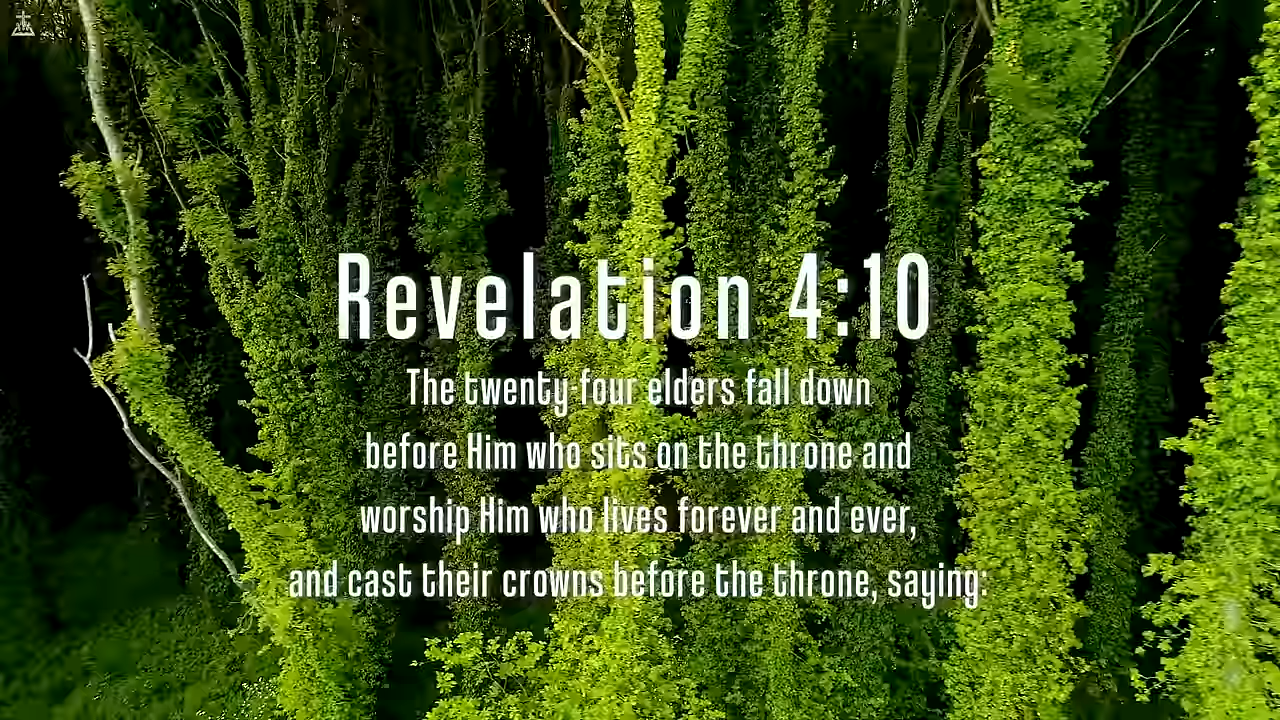 Revelation 4:10
The twenty-four elders fall down
before Him who sits on the throne and
worship Him who lives forever and ever,
and cast their crowns before the throne, saying: